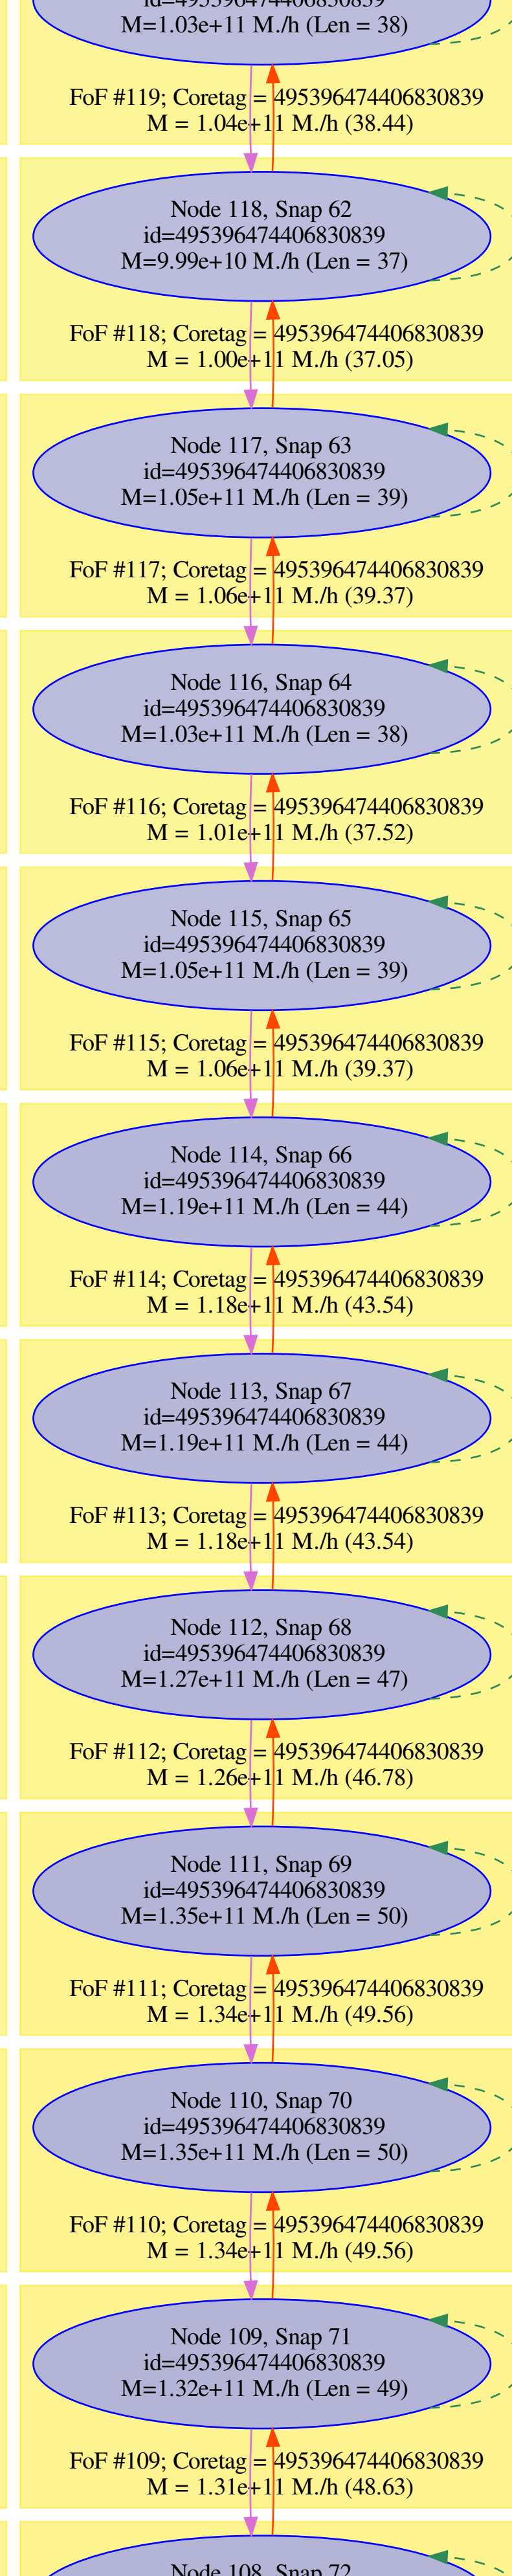 id=495396474406830839
M=1.03e+11 M./h (Len = 38)
FoF #119; Coretag = 495396474406830839
M = 1.04e+11 M./h (38.44)
Node 118, Snap 62
id=495396474406830839
M=9.99e+10 M./h (Len = 37)
FoF #118; Coretag = 495396474406830839
M = 1.00e+11 M./h (37.05)
Node 117, Snap 63
id=495396474406830839
M=1.05e+11 M./h (Len = 39)
FoF #117; Coretag = 495396474406830839
M = 1.06e+11 M./h (39.37)
Node 116, Snap 64
id=495396474406830839
M=1.03e+11 M./h (Len = 38)
FoF #116; Coretag = 495396474406830839
M = 1.01e+11 M./h (37.52)
Node 115, Snap 65
id=495396474406830839
M=1.05e+11 M./h (Len = 39)
FoF #115; Coretag = 495396474406830839
M = 1.06e+11 M./h (39.37)
Node 114, Snap 66
id=495396474406830839
M=1.19e+11 M./h (Len = 44)
FoF #114; Coretag = 495396474406830839
M = 1.18e+11 M./h (43.54)
Node 113, Snap 67
id=495396474406830839
M=1.19e+11 M./h (Len = 44)
FoF #113; Coretag = 495396474406830839
M = 1.18e+11 M./h (43.54)
Node 112, Snap 68
id=495396474406830839
M=1.27e+11 M./h (Len = 47)
FoF #112; Coretag = 495396474406830839
M = 1.26e+11 M./h (46.78)
Node 111, Snap 69
id=495396474406830839
M=1.35e+11 M./h (Len = 50)
FoF #111; Coretag = 495396474406830839
M = 1.34e+11 M./h (49.56)
Node 110, Snap 70
id=495396474406830839
M=1.35e+11 M./h (Len = 50)
FoF #110; Coretag = 495396474406830839
M = 1.34e+11 M./h (49.56)
Node 109, Snap 71
id=495396474406830839
M=1.32e+11 M./h (Len = 49)
FoF #109; Coretag = 495396474406830839
M = 1.31e+11 M./h (48.63)
Node 108, Snap 72